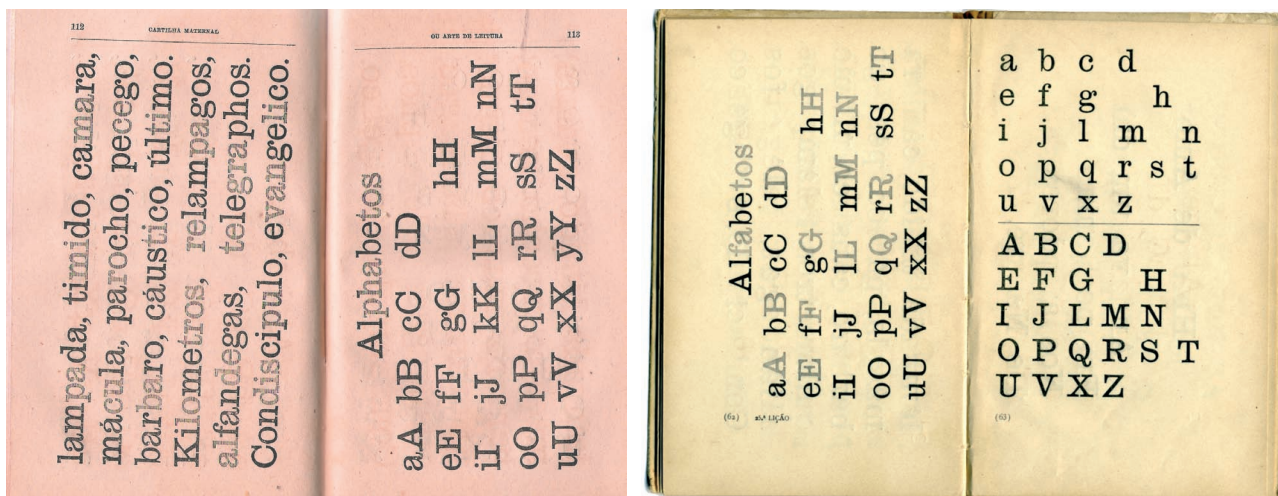 112
CARTILHA MATERNAL
lampada, timido, camara,
mácula, parocho, pecego,
barbaro, cáustico, último.
Kilometros, relampagos,
alfandegas, telegraphos.
Condiscipulo, evangelico.
OU ARTE DE LEITURA
113
Alphabetos
aA bB cC dD
eE fF gG hH
iI jJ kK lL mM nN
oO pP qQ rR sS tT
uU vV xX yY zZ
Alfabetos
aA bB cC dD
eE fF gG hH
iI jJ lL mM nN
oO pP qQ rR sS tT
uU vV xX zZ
(62) 25.ª LIÇÃO
a b c d
e f g h
i j l m n
o p q r s t
u v x z
A B C D
E F G H
I J L M N
O P Q R S T
U V X Z
(63)